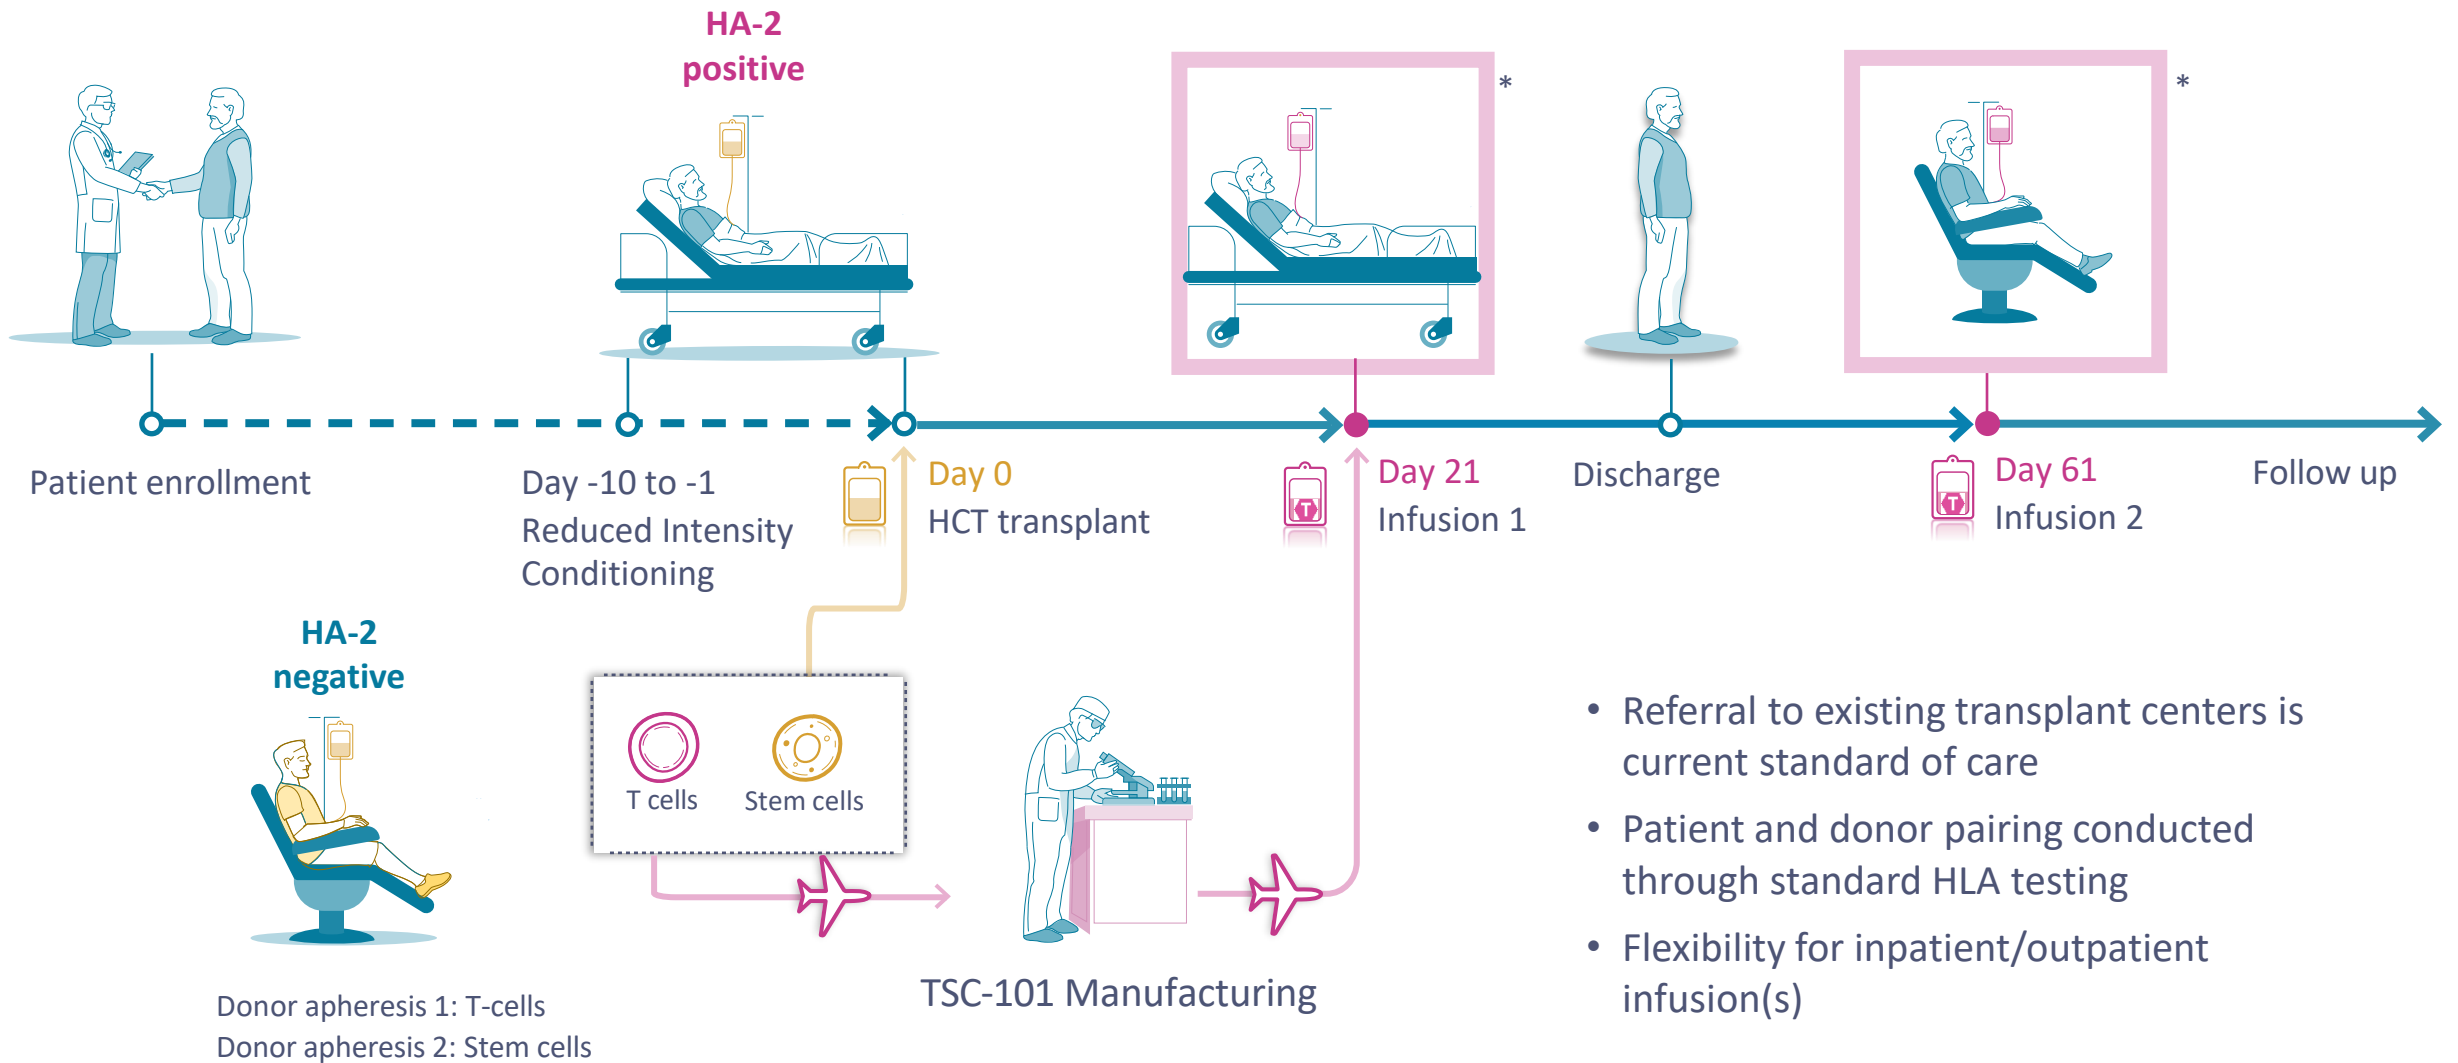 HA-2
positive
*
*
Patient enrollment
Day -10 to -1
Reduced Intensity
Conditioning
Day 0
HCT transplant
T
Day 21
Infusion 1
Discharge
T
Day 61
Infusion 2
Follow up
HA-2
negative
T cells
Stem cells
Donor apheresis 1: T-cells
Donor apheresis 2: Stem cells
TSC-101 Manufacturing
• Referral to existing transplant centers is
current standard of care
• Patient and donor pairing conducted
through standard HLA testing
• Flexibility for inpatient/outpatient
infusion(s)